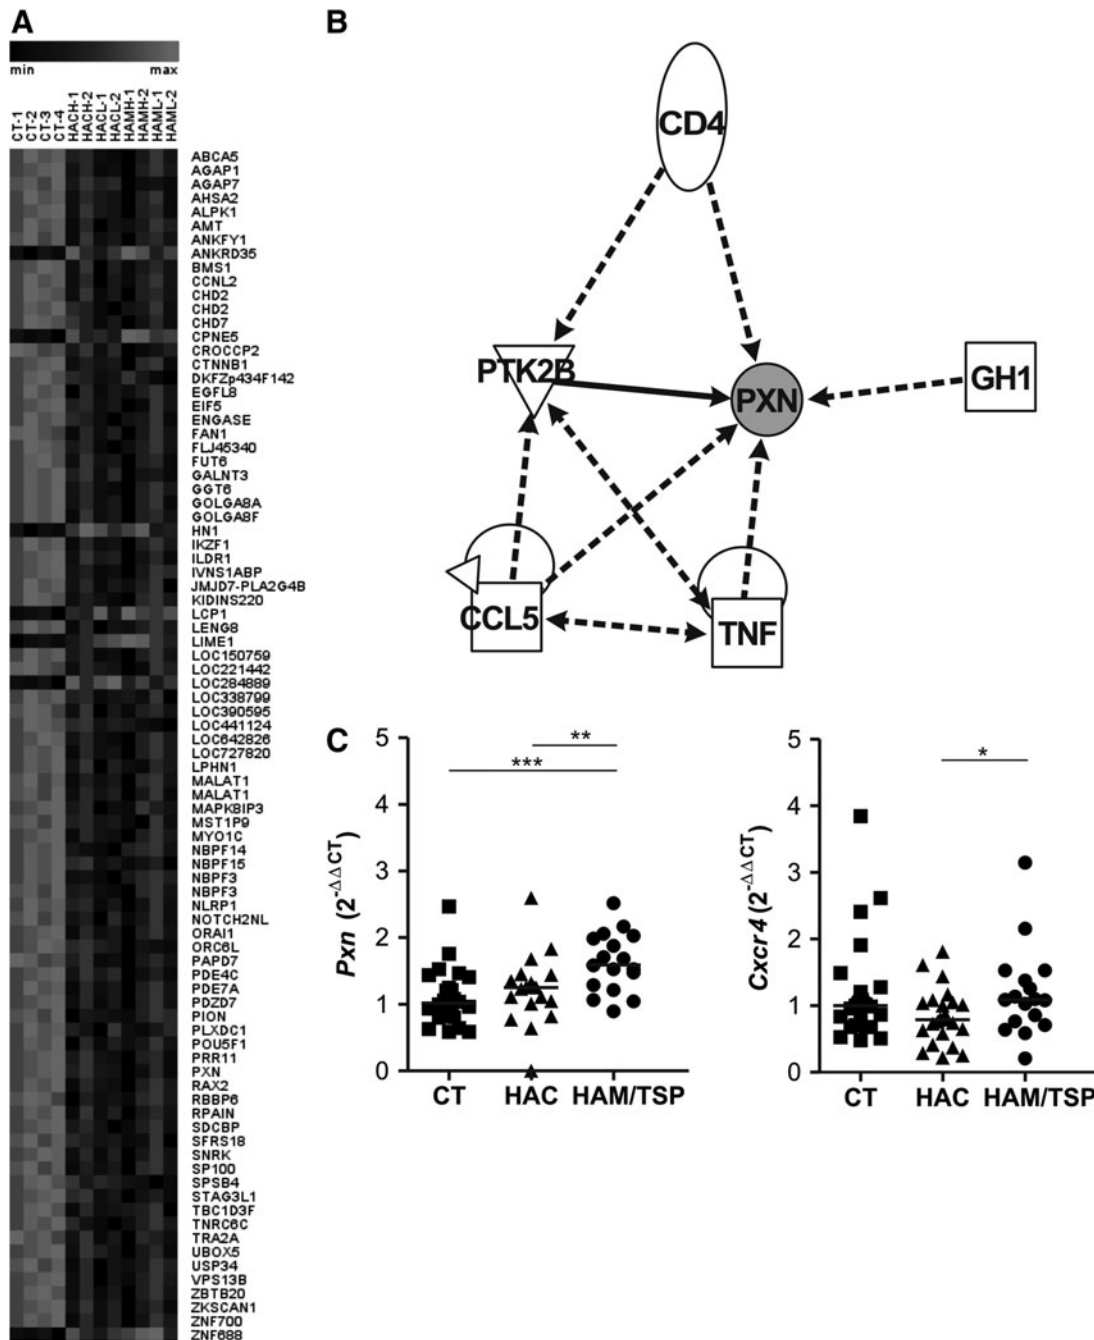 A
min max
CT-1 CT-2 CT-3 CT-4 HACH-1 HACH-2 HACL-1 HACL-2 HAMH-1 HAMH-2 HAML-1 HAML-2
ABCA5
AGAP1
AGAP7
AHSA2
ALPK1
AMT
ANKFY1
ANKRD35
BMS1
CCNL2
CHD2
CHD2
CHD7
CPNE5
CROCCP2
CTNNB1
DKFZp434F142
EGFL8
EIF5
ENGASE
FAN1
FLJ45340
FUT6
GALNT3
GGT6
GOLGA8A
GOLGA8F
HN1
IKZF1
ILDR1
IVNS1ABP
JMJD7-PLA2G4B
KIDINS220
LCP1
LENG8
LIME1
LOC150759
LOC221442
LOC284889
LOC338799
LOC390595
LOC441124
LOC642826
LOC727820
LPHN1
MALAT1
MALAT1
MAPK8IP3
MST1P9
MYO1C
NBPF14
NBPF15
NBPF3
NBPF3
NLRP1
NOTCH2NL
ORAI1
ORC6L
PAPD7
PDE4C
PDE7A
PDZD7
PION
PLXDC1
POU5F1
PRR11
PXN
RAX2
RBBP6
RPAIN
SDCBP
SFRS18
SNRK
SP100
SPSB4
STAG3L1
TBC1D3F
TNRC6C
TRA2A
UBOX5
USP34
VPS13B
ZBTB20
ZKSCAN1
ZNF700
ZNF688
B
CD4
PTK2B
PXN
GH1
CCL5
TNF
C
Pxn (2^-ΔΔCT)
5
4
3
2
1
0
**
***
CT HAC HAM/TSP
Cxcr4 (2^-ΔΔCT)
5
4
3
2
1
0
*
CT HAC HAM/TSP